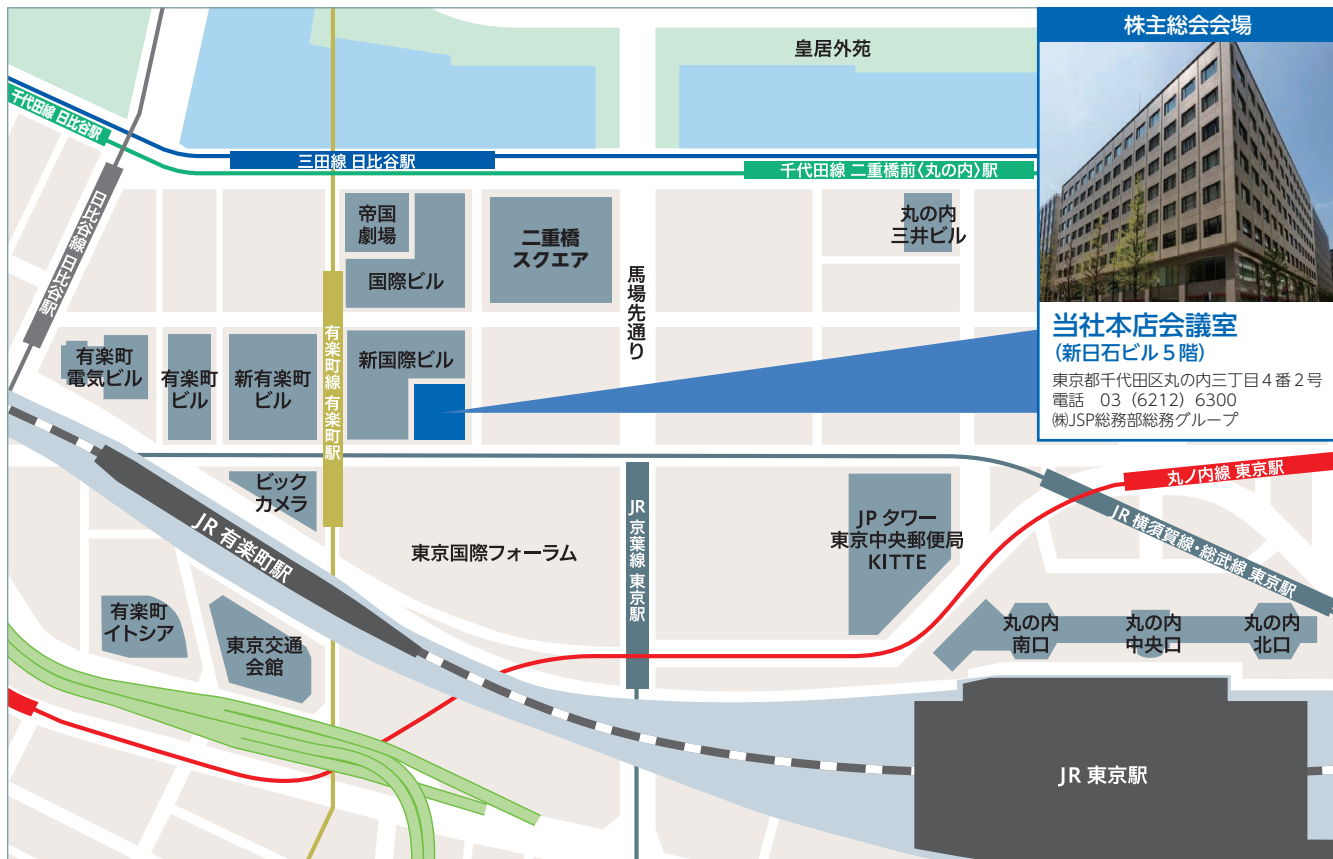 株主総会会場
皇居外苑
千代田線 日比谷駅
三田線 日比谷駅
千代田線 二重橋前〈丸の内〉駅
日比谷線 日比谷駅
帝国
劇場
国際ビル
二重橋
スクエア
馬場先通り
丸の内
三井ビル
当社本店会議室
(新日石ビル5階)
東京都千代田区丸の内三丁目4番2号
電話 03(6212)6300
㈱JSP総務部総務グループ
有楽町
電気ビル
有楽町
ビル
新有楽町
ビル
有楽町線 有楽町駅
新国際ビル
ビック
カメラ
JR 有楽町駅
東京国際フォーラム
JR 京葉線 東京駅
JP タワー
東京中央郵便局
KITTE
丸ノ内線 東京駅
JR 横須賀線・総武線 東京駅
有楽町
イトシア
東京交通
会館
丸の内
南口
丸の内
中央口
丸の内
北口
JR 東京駅